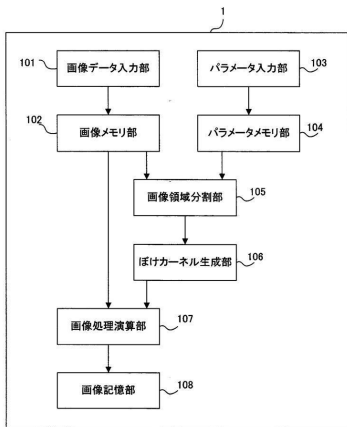 1
101
画像データ入力部
パラメータ入力部
103
102
画像メモリ部
パラメータメモリ部
104
画像領域分割部
105
ぼけカーネル生成部
106
画像処理演算部
107
画像記憶部
108